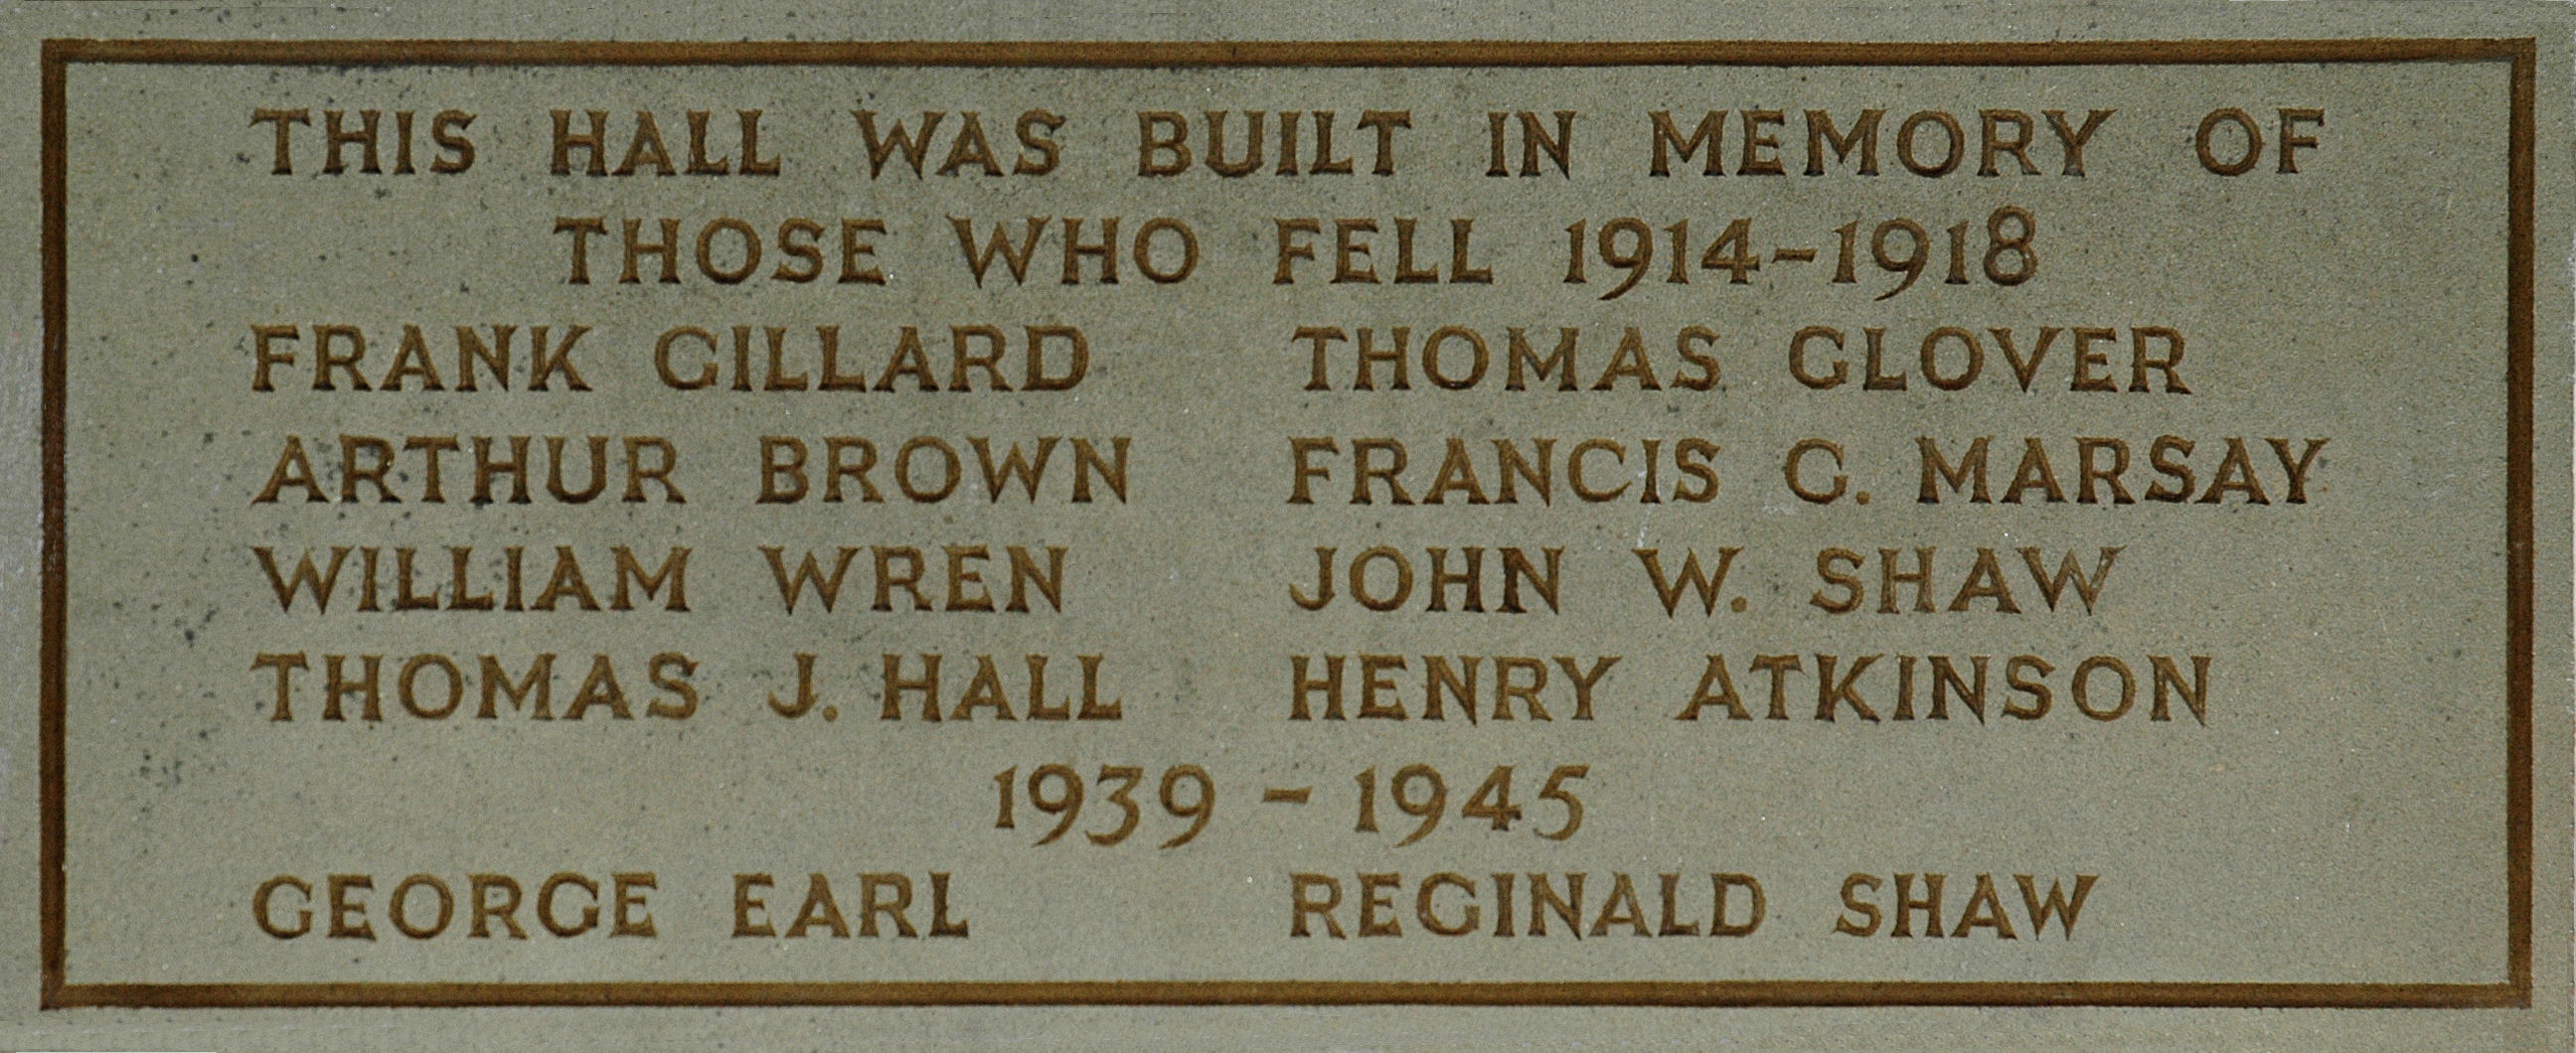 THIS HALL WAS BUILT IN MEMORY OF
THOSE WHO FELL 1914-1918
FRANK GILLARD THOMAS GLOVER
ARTHUR BROWN FRANCIS G. MARSAY
WILLIAM WREN JOHN W. SHAW
THOMAS J. HALL HENRY ATKINSON
1939 - 1945
GEORGE EARL REGINALD SHAW